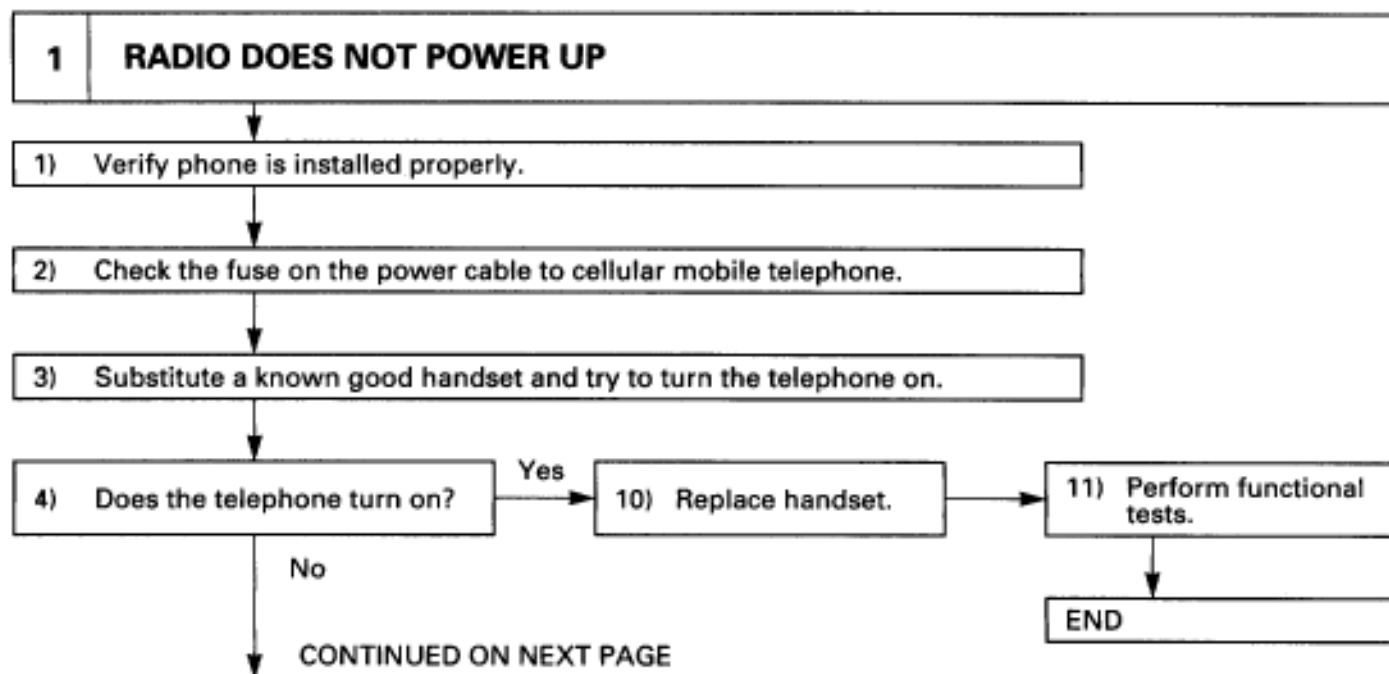 1 RADIO DOES NOT POWER UP
1) Verify phone is installed properly.
2) Check the fuse on the power cable to cellular mobile telephone.
3) Substitute a known good handset and try to turn the telephone on.
4) Does the telephone turn on?
Yes
10) Replace handset.
11) Perform functional
tests.
No
END
CONTINUED ON NEXT PAGE